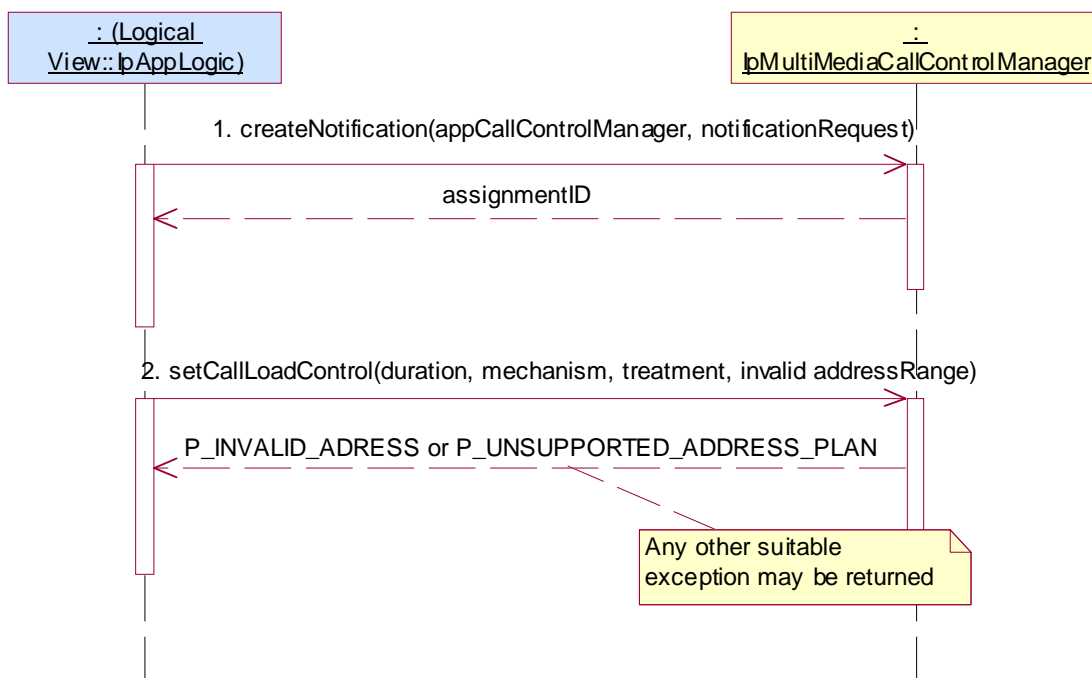 : (Logical
View::IpAppLogic)
:
IpMultiMediaCallControlManager
1. createNotification(appCallControlManager, notificationRequest)
assignmentID
2. setCallLoadControl(duration, mechanism, treatment, invalid addressRange)
P_INVALID_ADRESS or P_UNSUPPORTED_ADDRESS_PLAN
Any other suitable
exception may be returned